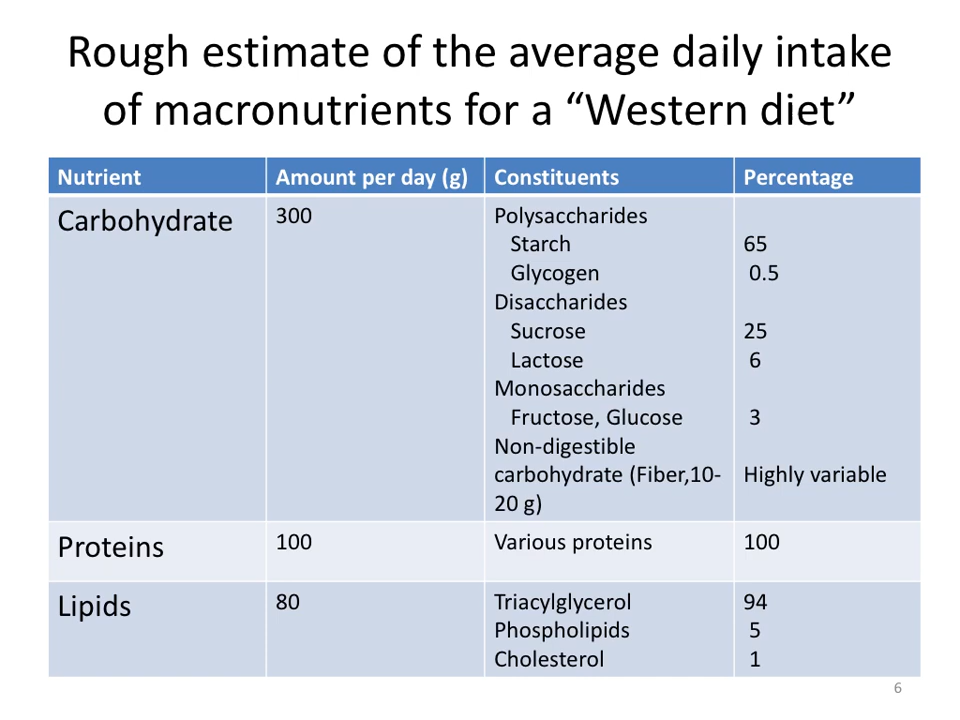 Rough estimate of the average daily intake
of macronutrients for a “Western diet”
Nutrient Amount per day (g) Constituents Percentage
Carbohydrate 300 Polysaccharides
Starch 65
Glycogen 0.5
Disaccharides
Sucrose 25
Lactose 6
Monosaccharides
Fructose, Glucose 3
Non-digestible
carbohydrate (Fiber,10- Highly variable
20 g)
Proteins 100 Various proteins 100
Lipids 80 Triacylglycerol 94
Phospholipids 5
Cholesterol 1
6